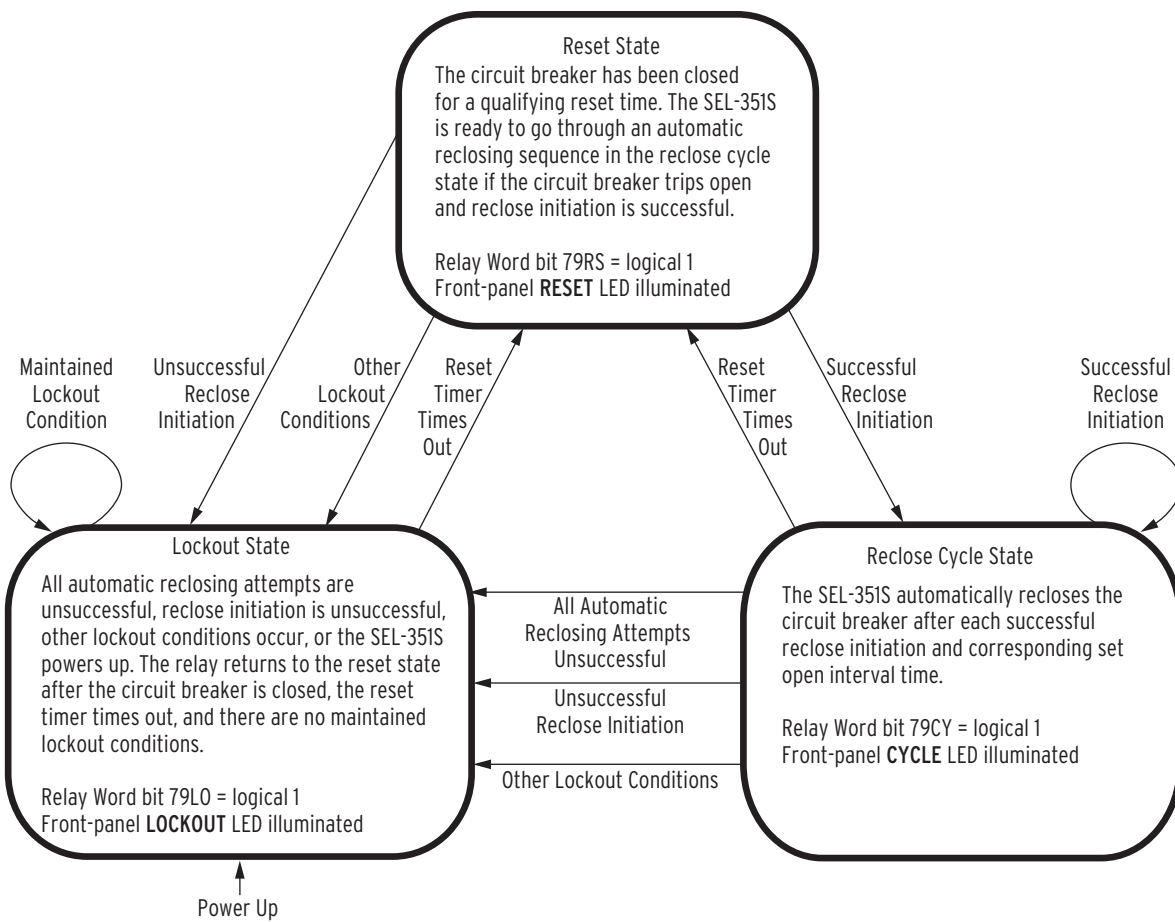 Reset State
The circuit breaker has been closed
for a qualifying reset time. The SEL-351S
is ready to go through an automatic
reclosing sequence in the reclose cycle
state if the circuit breaker trips open
and reclose initiation is successful.
Relay Word bit 79RS = logical 1
Front-panel RESET LED illuminated
Maintained
Lockout
Condition
Unsuccessful
Reclose
Initiation
Other
Lockout
Conditions
Reset
Timer
Times
Out
Reset
Timer
Times
Out
Successful
Reclose
Initiation
Successful
Reclose
Initiation
Lockout State
All automatic reclosing attempts are
unsuccessful, reclose initiation is unsuccessful,
other lockout conditions occur, or the SEL-351S
powers up. The relay returns to the reset state
after the circuit breaker is closed, the reset
timer times out, and there are no maintained
lockout conditions.
Relay Word bit 79LO = logical 1
Front-panel LOCKOUT LED illuminated
All Automatic
Reclosing Attempts
Unsuccessful
Unsuccessful
Reclose Initiation
Other Lockout Conditions
Reclose Cycle State
The SEL-351S automatically recloses the
circuit breaker after each successful
reclose initiation and corresponding set
open interval time.
Relay Word bit 79CY = logical 1
Front-panel CYCLE LED illuminated
Power Up